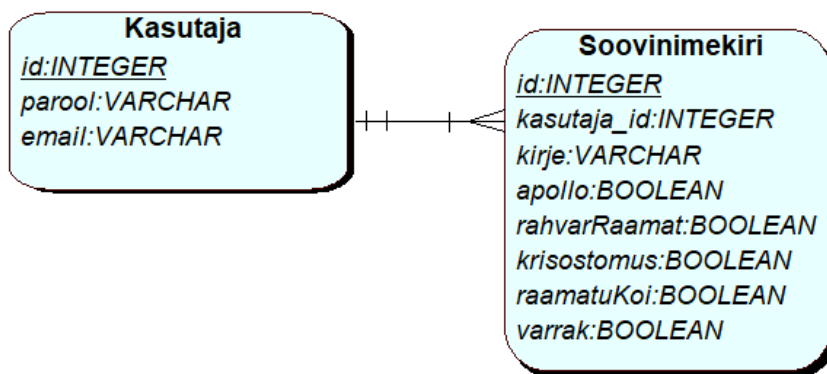 Kasutaja
id:INTEGER
parool:VARCHAR
email:VARCHAR
Soovinimekiri
id:INTEGER
kasutaja_id:INTEGER
kirje:VARCHAR
apollo:BOOLEAN
rahvarRaamat:BOOLEAN
krisostomus:BOOLEAN
raamatuKoi:BOOLEAN
varrak:BOOLEAN